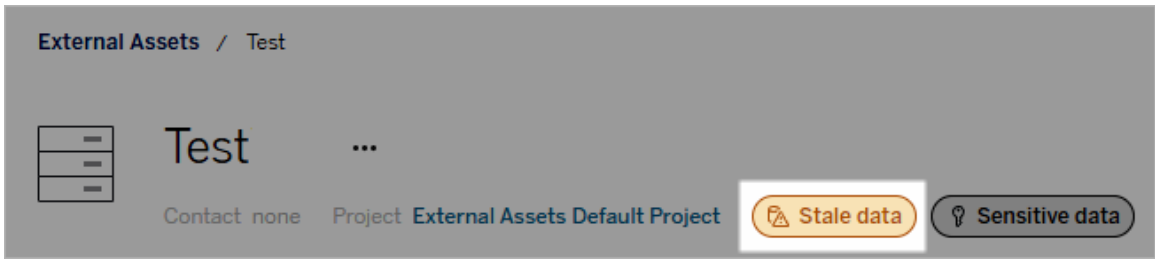 External Assets / Test
Test ...
Contact none Project External Assets Default Project Stale data Sensitive data